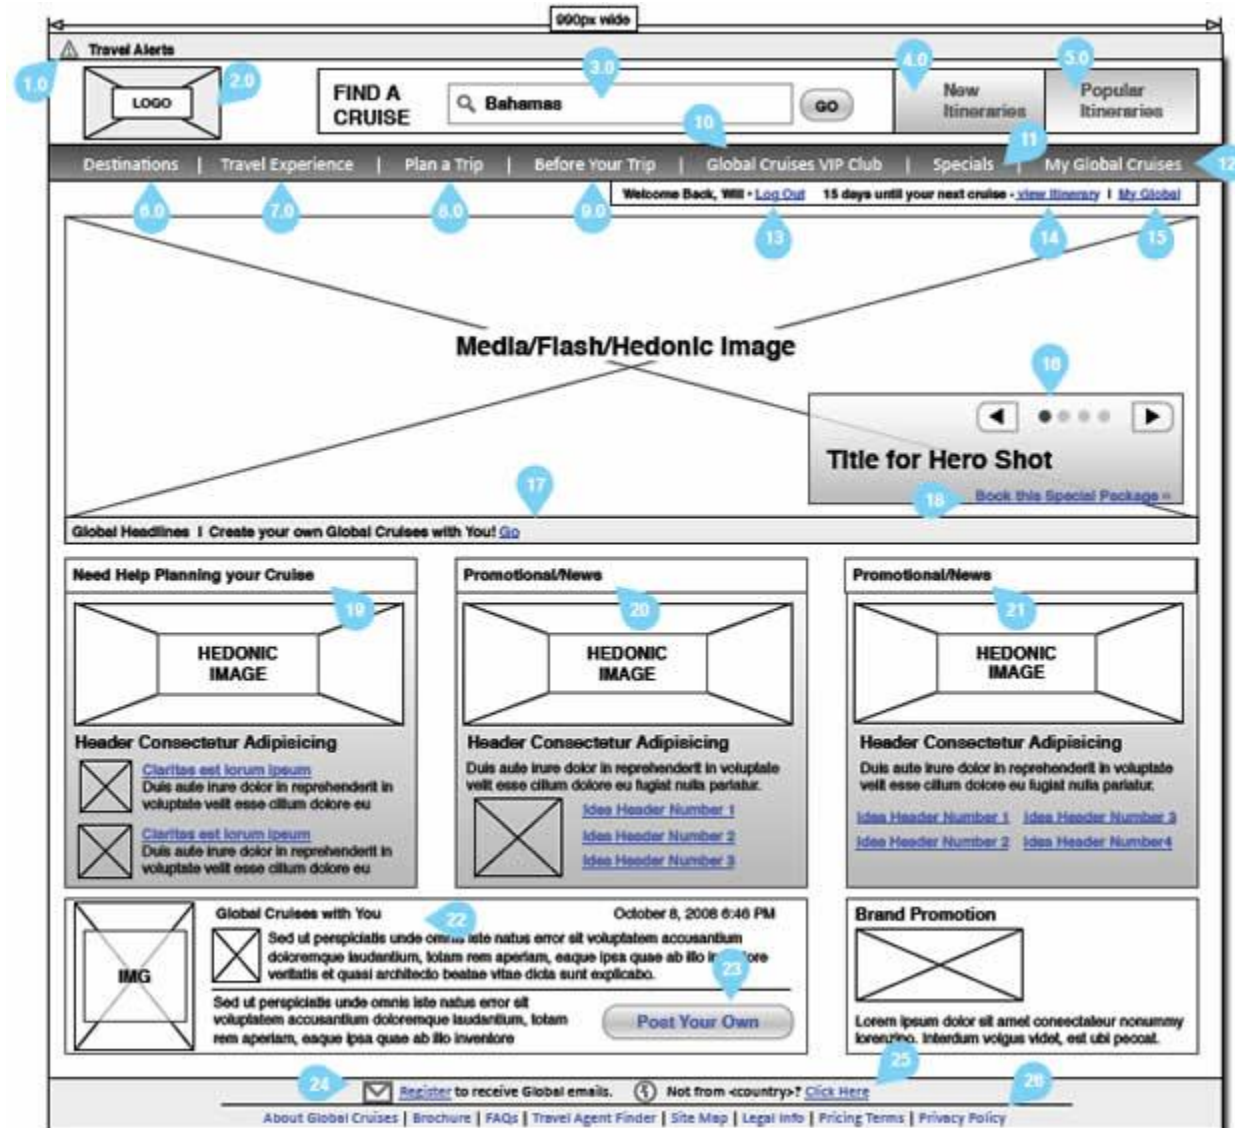 990px wide
Travel Alerts
1.0
2.0
LOGO
FIND A
CRUISE
3.0
Bahamas
GO
4.0
New
Itineraries
5.0
Popular
Itineraries
10
11
12
Destinations | Travel Experience | Plan a Trip | Before Your Trip | Global Cruises VIP Club | Specials | My Global Cruises
6.0
7.0
8.0
9.0
Welcome Back, Will • Log Out 15 days until your next cruise - view Itinerary | My Global
13
14
15
Media/Flash/Hedonic Image
16
Title for Hero Shot
18
Book this Special Package »
17
Global Headlines | Create your own Global Cruises with You! Go
Need Help Planning your Cruise
19
HEDONIC
IMAGE
Header Consectetur Adipisicing
Claritas est lorum ipsum
Duis aute irure dolor in reprehenderit in
voluptate velit esse cillum dolore eu
Claritas est lorum ipsum
Duis aute irure dolor in reprehenderit in
voluptate velit esse cillum dolore eu
Promotional/News
20
HEDONIC
IMAGE
Header Consectetur Adipisicing
Duis aute irure dolor in reprehenderit in voluptate
velit esse cillum dolore eu fugiat nulla pariatur.
Idea Header Number 1
Idea Header Number 2
Idea Header Number 3
Promotional/News
21
HEDONIC
IMAGE
Header Consectetur Adipisicing
Duis aute irure dolor in reprehenderit in voluptate
velit esse cillum dolore eu fugiat nulla pariatur.
Idea Header Number 1 Idea Header Number 3
Idea Header Number 2 Idea Header Number4
IMG
Global Cruises with You
22
October 8, 2008 6:46 PM
Sed ut perspiciatis unde omnis iste natus error sit voluptatem accusantium
doloremque laudantium, totam rem aperiam, eaque ipsa quae ab illo
veritatis et quasi architecto beatae vitae dicta sunt explicabo.
23
Sed ut perspiciatis unde omnis iste natus error sit
voluptatem accusantium doloremque laudantium, totam
rem aperiam, eaque ipsa quae ab illo inventore
Post Your Own
Brand Promotion
Lorem ipsum dolor sit amet consectateur nonummy
lorenzino. Interdum volgus videt, est ubi peccat.
24
Register to receive Global emails.
Not from <country>? Click Here
25
26
About Global Cruises | Brochure | FAQs | Travel Agent Finder | Site Map | Legal Info | Pricing Terms | Privacy Policy